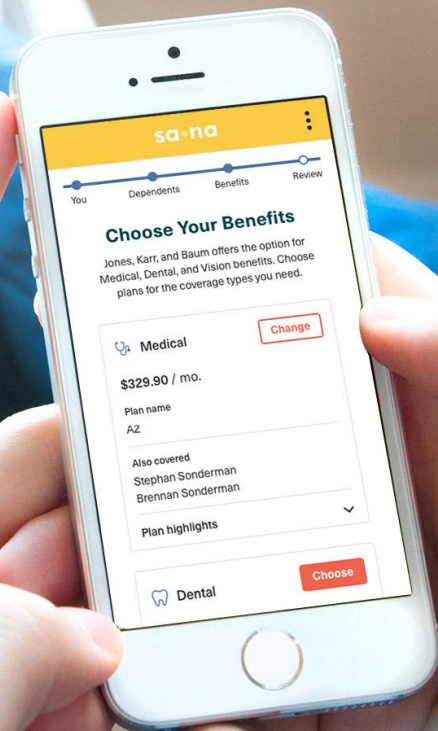 sa•na
You Dependents Benefits Review
Choose Your Benefits
Jones, Karr, and Baum offers the option for
Medical, Dental, and Vision benefits. Choose
plans for the coverage types you need.
Medical Change
$329.90 / mo.
Plan name
A2
Also covered
Stephan Sonderman
Brennan Sonderman
Plan highlights
Dental Choose